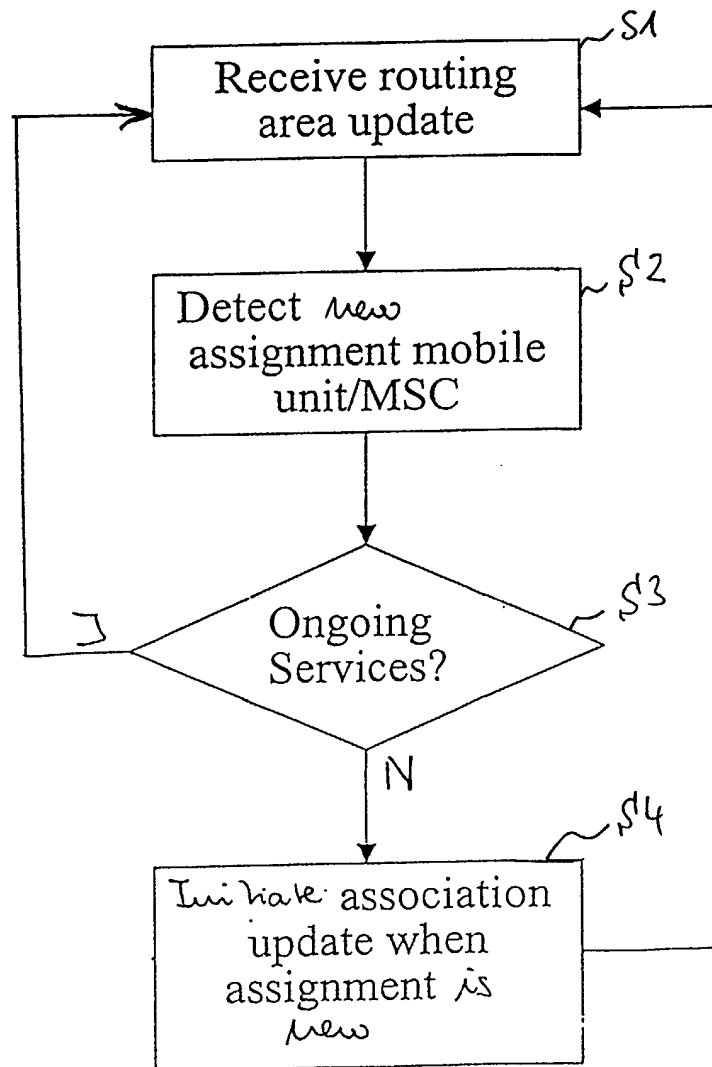 S1
Receive routing
area update
S2
Detect new
assignment mobile
unit/MSC
S3
Ongoing
Services?
J
N
S4
Initiate association
update when
assignment is
new